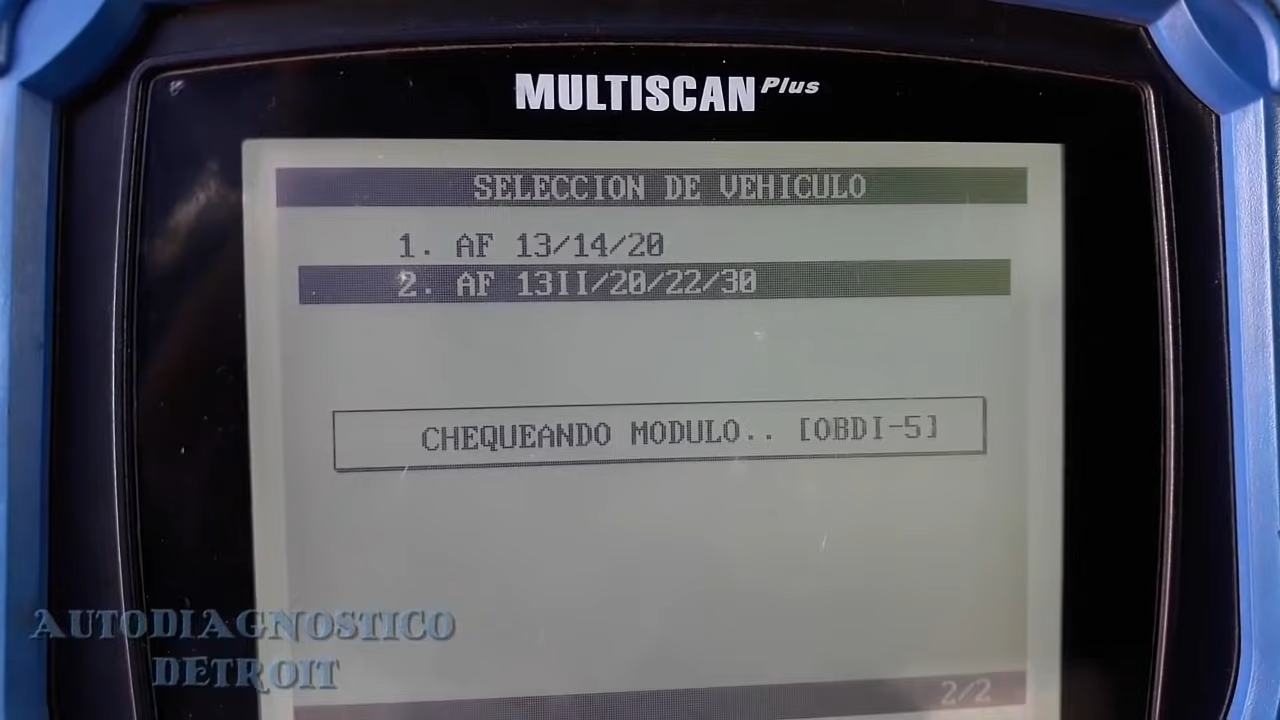 MULTISCAN Plus
SELECCION DE VEHICULO
1. AF 13/14/20
2. AF 13II/20/22/30
CHEQUEANDO MODULO.. [OBDI-5]
2/2
AUTODIAGNOSTICO
DETROIT